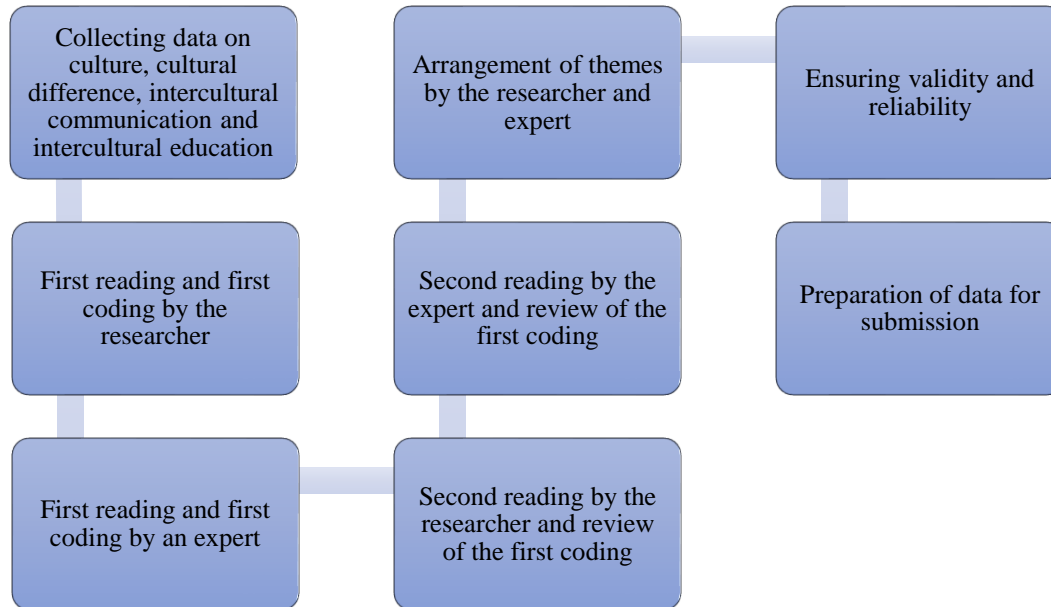 Collecting data on
culture, cultural
difference, intercultural
communication and
intercultural education
First reading and first
coding by the
researcher
First reading and first
coding by an expert
Second reading by the
researcher and review
of the first coding
Second reading by the
expert and review of the
first coding
Arrangement of themes
by the researcher and
expert
Ensuring validity and
reliability
Preparation of data for
submission